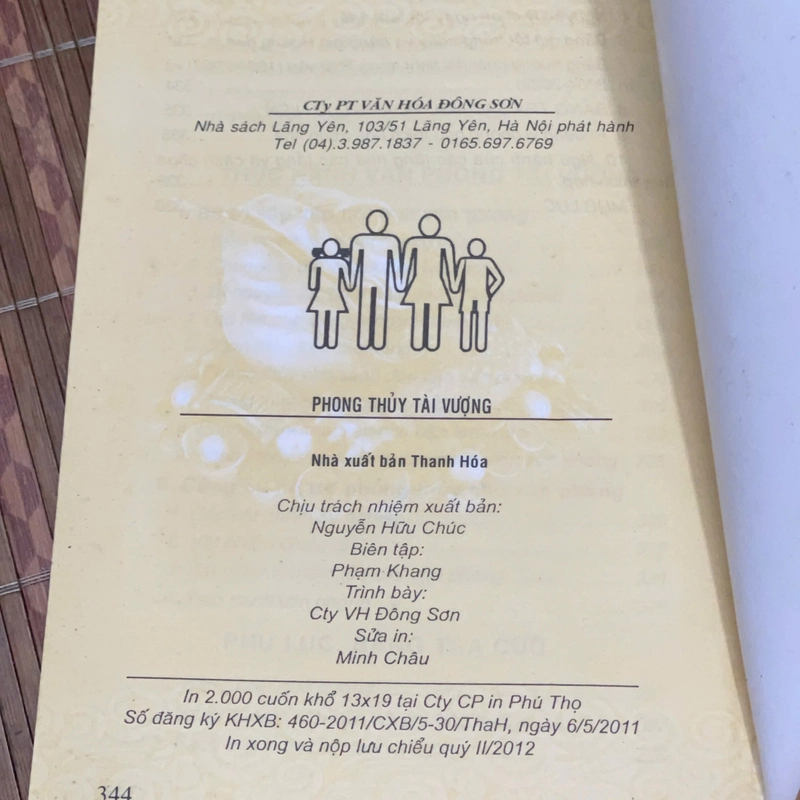 CTy PT VĂN HÓA ĐÔNG SƠN
Nhà sách Lãng Yên, 103/51 Lãng Yên, Hà Nội phát hành
Tel (04).3.987.1837 - 0165.697.6769
PHONG THỦY TÀI VƯỢNG
Nhà xuất bản Thanh Hóa
Chịu trách nhiệm xuất bản:
Nguyễn Hữu Chúc
Biên tập:
Phạm Khang
Trình bày:
Cty VH Đông Sơn
Sửa in:
Minh Châu
In 2.000 cuốn khổ 13x19 tại Cty CP in Phú Thọ
Số đăng ký KHXB: 460-2011/CXB/5-30/ThaH, ngày 6/5/2011
In xong và nộp lưu chiểu quý II/2012
344